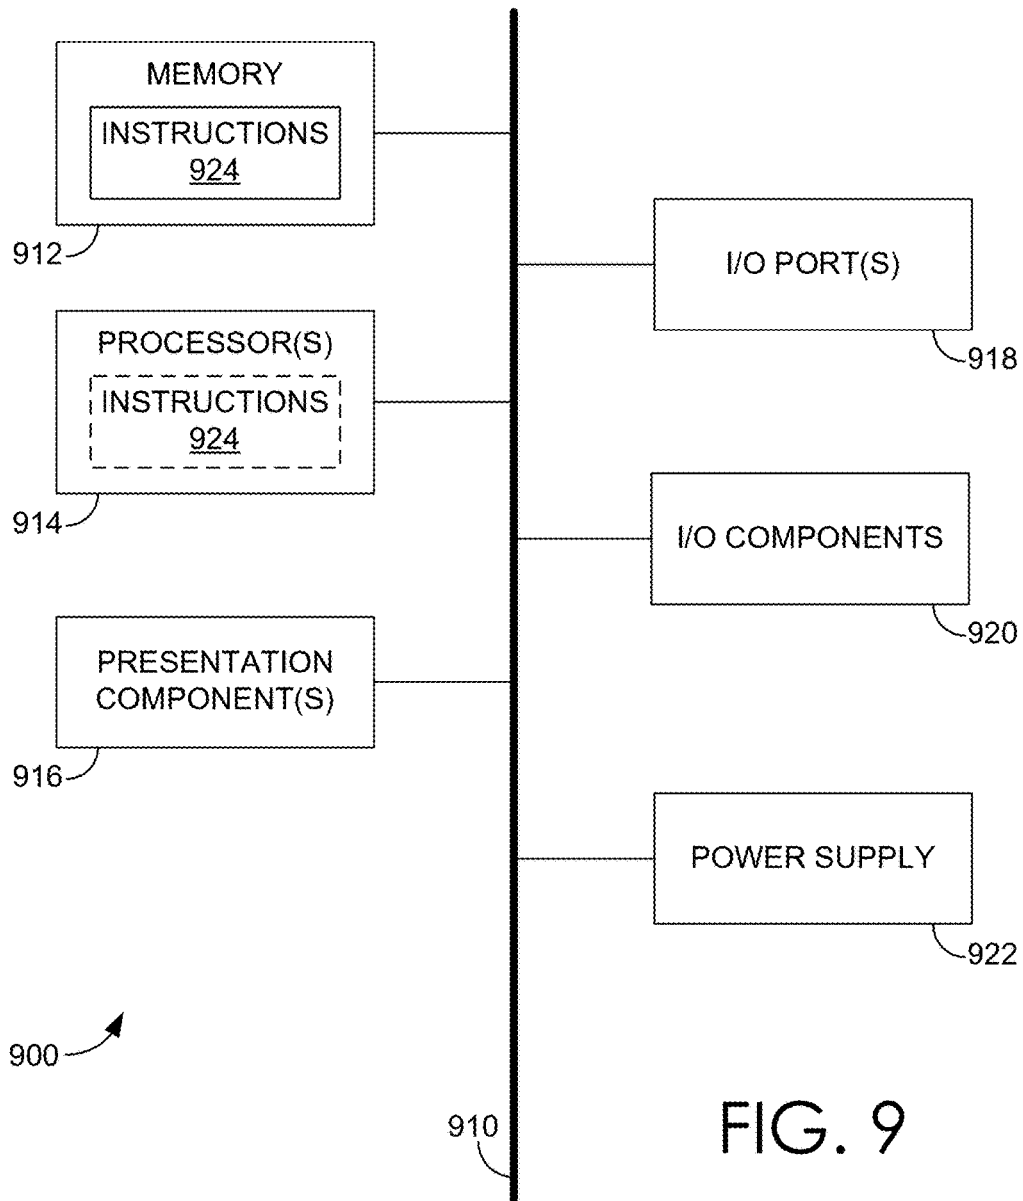 MEMORY
INSTRUCTIONS
924
912
PROCESSOR(S)
INSTRUCTIONS
924
914
PRESENTATION
COMPONENT(S)
916
I/O PORT(S)
918
I/O COMPONENTS
920
POWER SUPPLY
922
900
910
FIG. 9